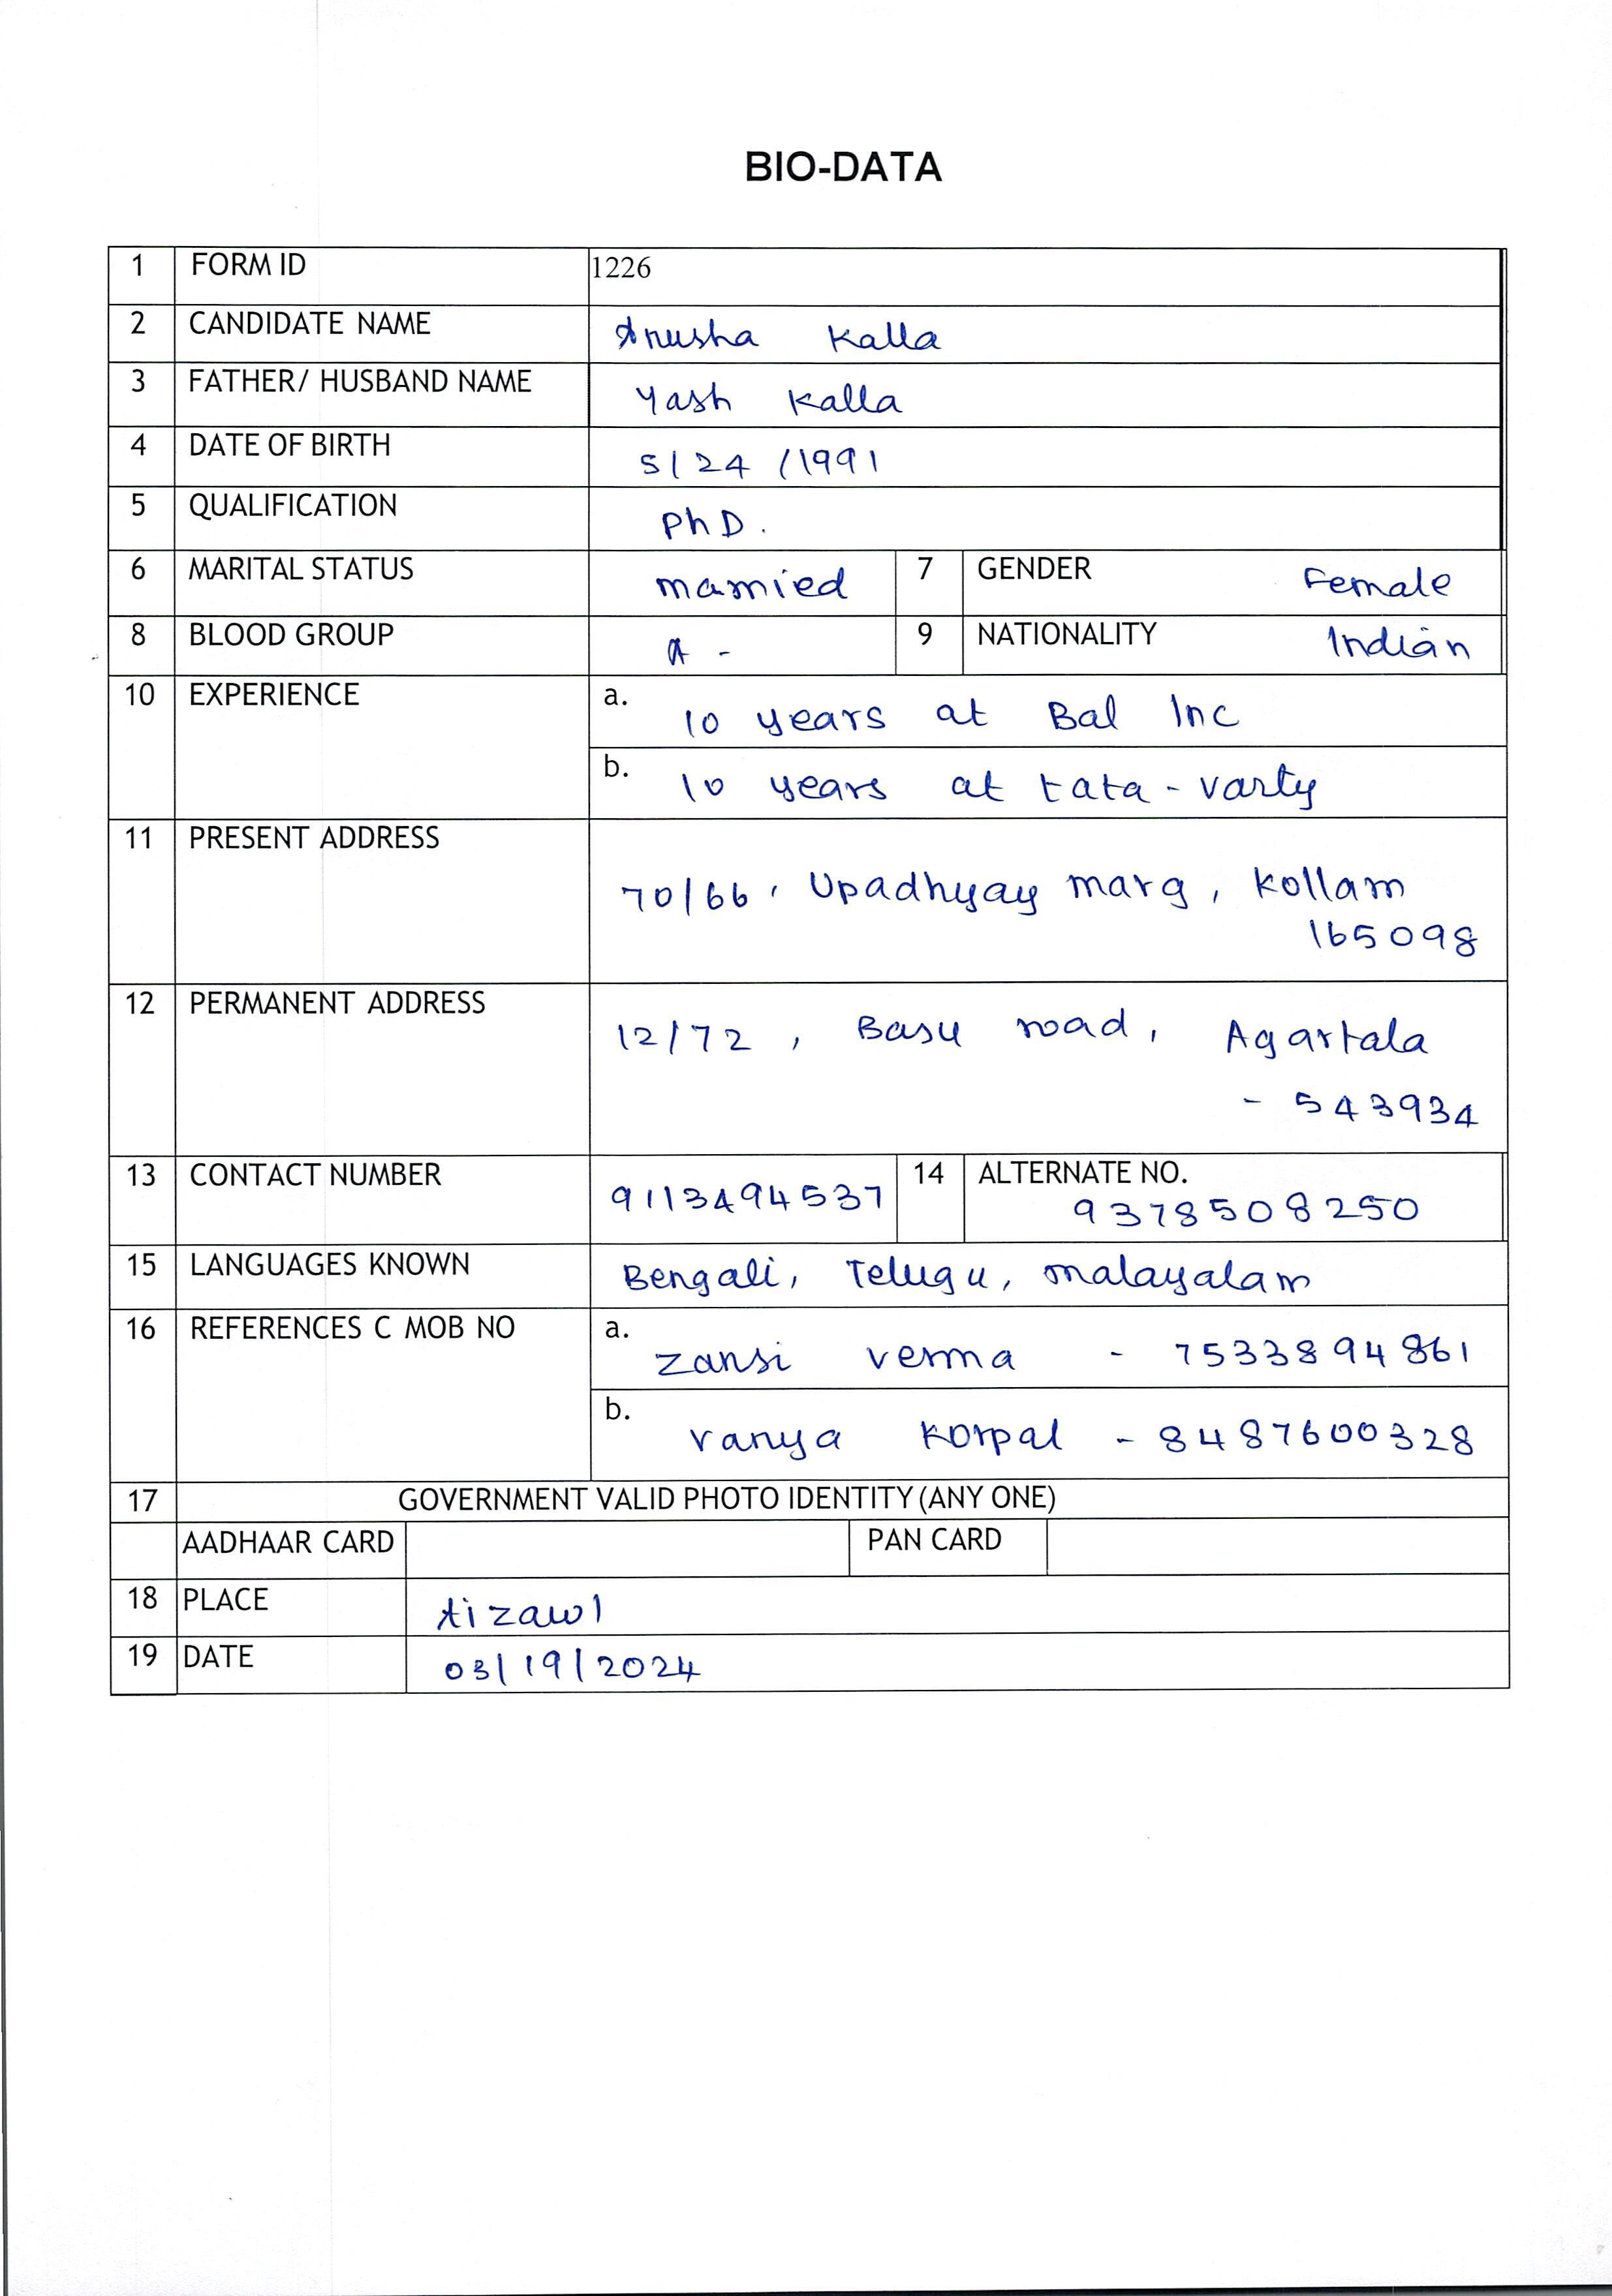 BIO-DATA
1 FORM ID 1226
2 CANDIDATE NAME Anusha Kalla
3 FATHER/ HUSBAND NAME Yash Kalla
4 DATE OF BIRTH 5/24/1991
5 QUALIFICATION PhD.
6 MARITAL STATUS married 7 GENDER Female
8 BLOOD GROUP A - 9 NATIONALITY Indian
10 EXPERIENCE a. 10 years at Bal Inc
b. 10 years at tata - varty
11 PRESENT ADDRESS
70/66, Upadhyay marg, Kollam
165098
12 PERMANENT ADDRESS
12/72, Basu road, Agartala
- 543934
13 CONTACT NUMBER 9113494537 14 ALTERNATE NO.
9378508250
15 LANGUAGES KNOWN Bengali, Telugu, malayalam
16 REFERENCES C MOB NO a. Zansi verma - 7533894861
b. vanya Korpal - 8487600328
17 GOVERNMENT VALID PHOTO IDENTITY (ANY ONE)
AADHAAR CARD PAN CARD
18 PLACE Aizawl
19 DATE 03/19/2024